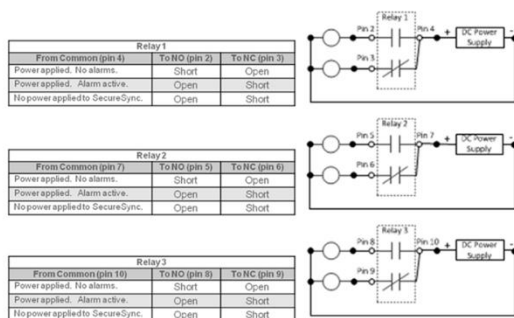 Relay 1
From Common (pin 4) To NO (pin 2) To NC (pin 3)
Power applied. No alarms. Short Open
Power applied. Alarm active. Open Short
No power applied to SecureSync. Open Short
Relay 1
Pin 2 Pin 4 + DC Power Supply -
Pin 3
Relay 2
From Common (pin 7) To NO (pin 5) To NC (pin 6)
Power applied. No alarms. Short Open
Power applied. Alarm active. Open Short
No power applied to SecureSync. Open Short
Relay 2
Pin 5 Pin 7 + DC Power Supply -
Pin 6
Relay 3
From Common (pin 10) To NO (pin 8) To NC (pin 9)
Power applied. No alarms. Short Open
Power applied. Alarm active. Open Short
No power applied to SecureSync. Open Short
Relay 3
Pin 8 Pin 10 + DC Power Supply -
Pin 9